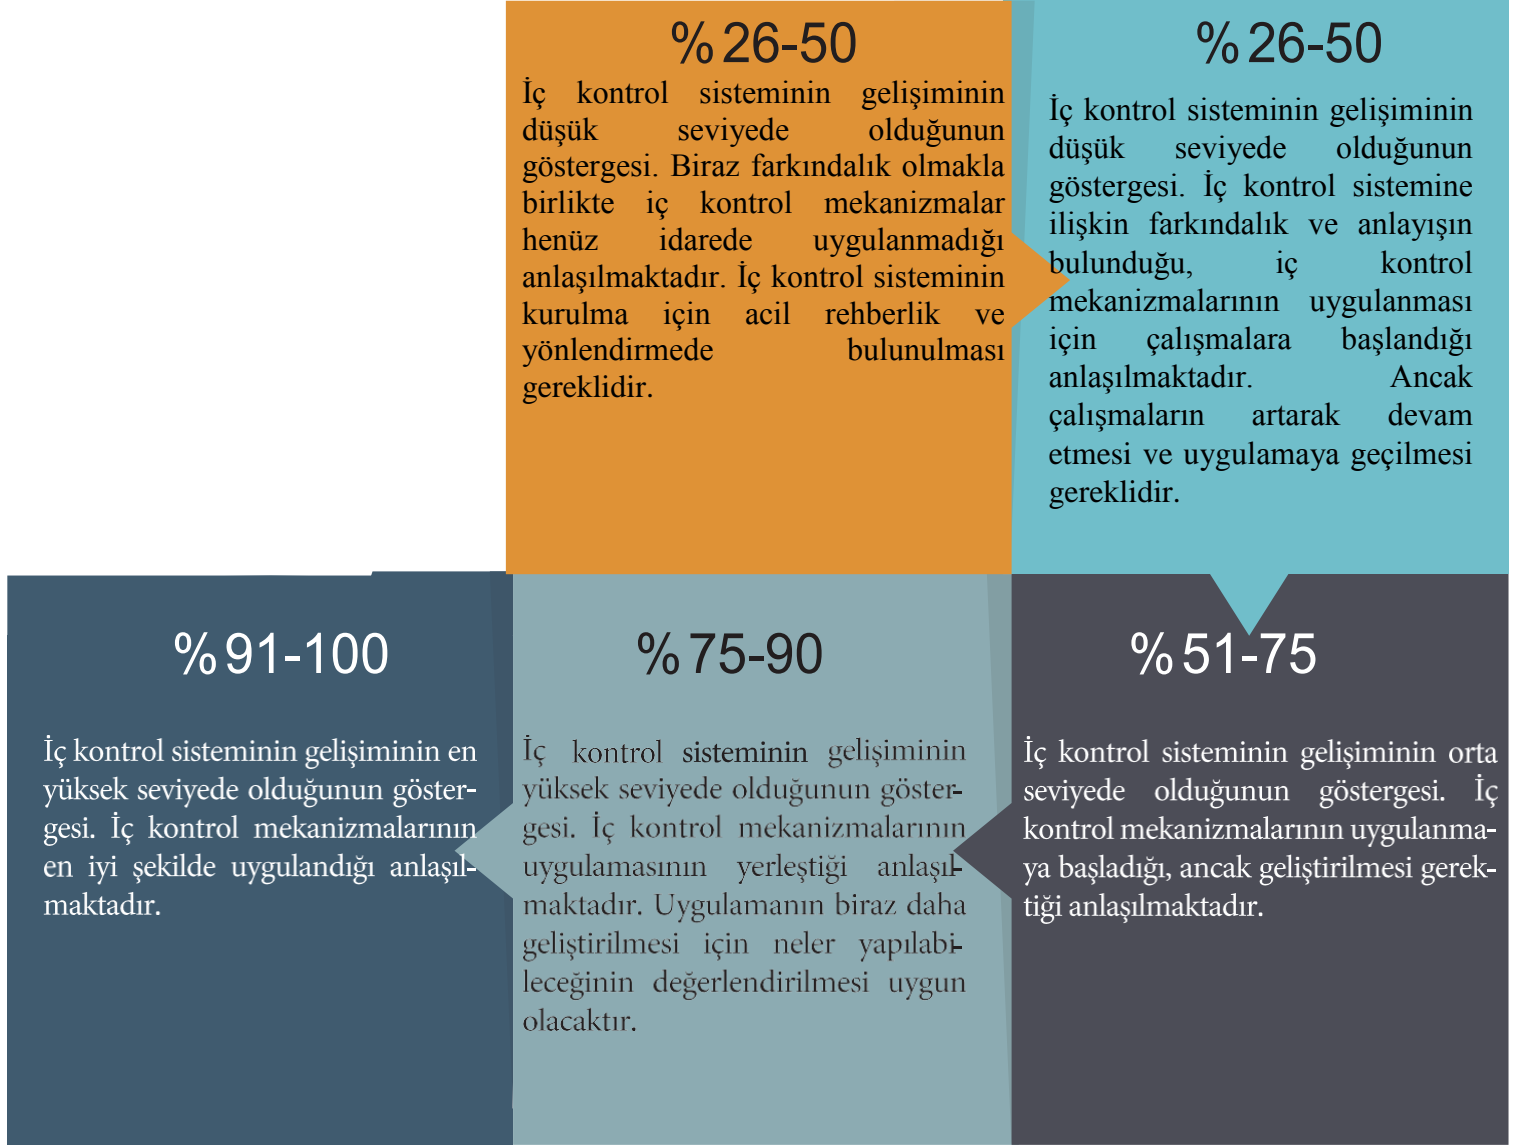 %26-50
İç kontrol sisteminin gelişiminin
düşük seviyede olduğunun
göstergesi. Biraz farkındalık olmakla
birlikte iç kontrol mekanizmalar
henüz idarede uygulanmadığı
anlaşılmaktadır. İç kontrol sisteminin
kurulma için acil rehberlik ve
yönlendirmede bulunulması
gereklidir.
%26-50
İç kontrol sisteminin gelişiminin
düşük seviyede olduğunun
göstergesi. İç kontrol sistemine
ilişkin farkındalık ve anlayışın
bulunduğu, iç kontrol
mekanizmalarının uygulanması
için çalışmalara başlandığı
anlaşılmaktadır. Ancak
çalışmaların artarak devam
etmesi ve uygulamaya geçilmesi
gereklidir.
%51-75
İç kontrol sisteminin gelişiminin orta
seviyede olduğunun göstergesi. İç
kontrol mekanizmalarının uygulanma-
ya başladığı, ancak geliştirilmesi gerek-
tiği anlaşılmaktadır.
%75-90
İç kontrol sisteminin gelişiminin
yüksek seviyede olduğunun göster-
gesi. İç kontrol mekanizmalarının
uygulamasının yerleştiği anlaşıl-
maktadır. Uygulamanın biraz daha
geliştirilmesi için neler yapılabi-
leceğinin değerlendirilmesi uygun
olacaktır.
%91-100
İç kontrol sisteminin gelişiminin en
yüksek seviyede olduğunun göster-
gesi. İç kontrol mekanizmalarının
en iyi şekilde uygulandığı anlaşıl-
maktadır.